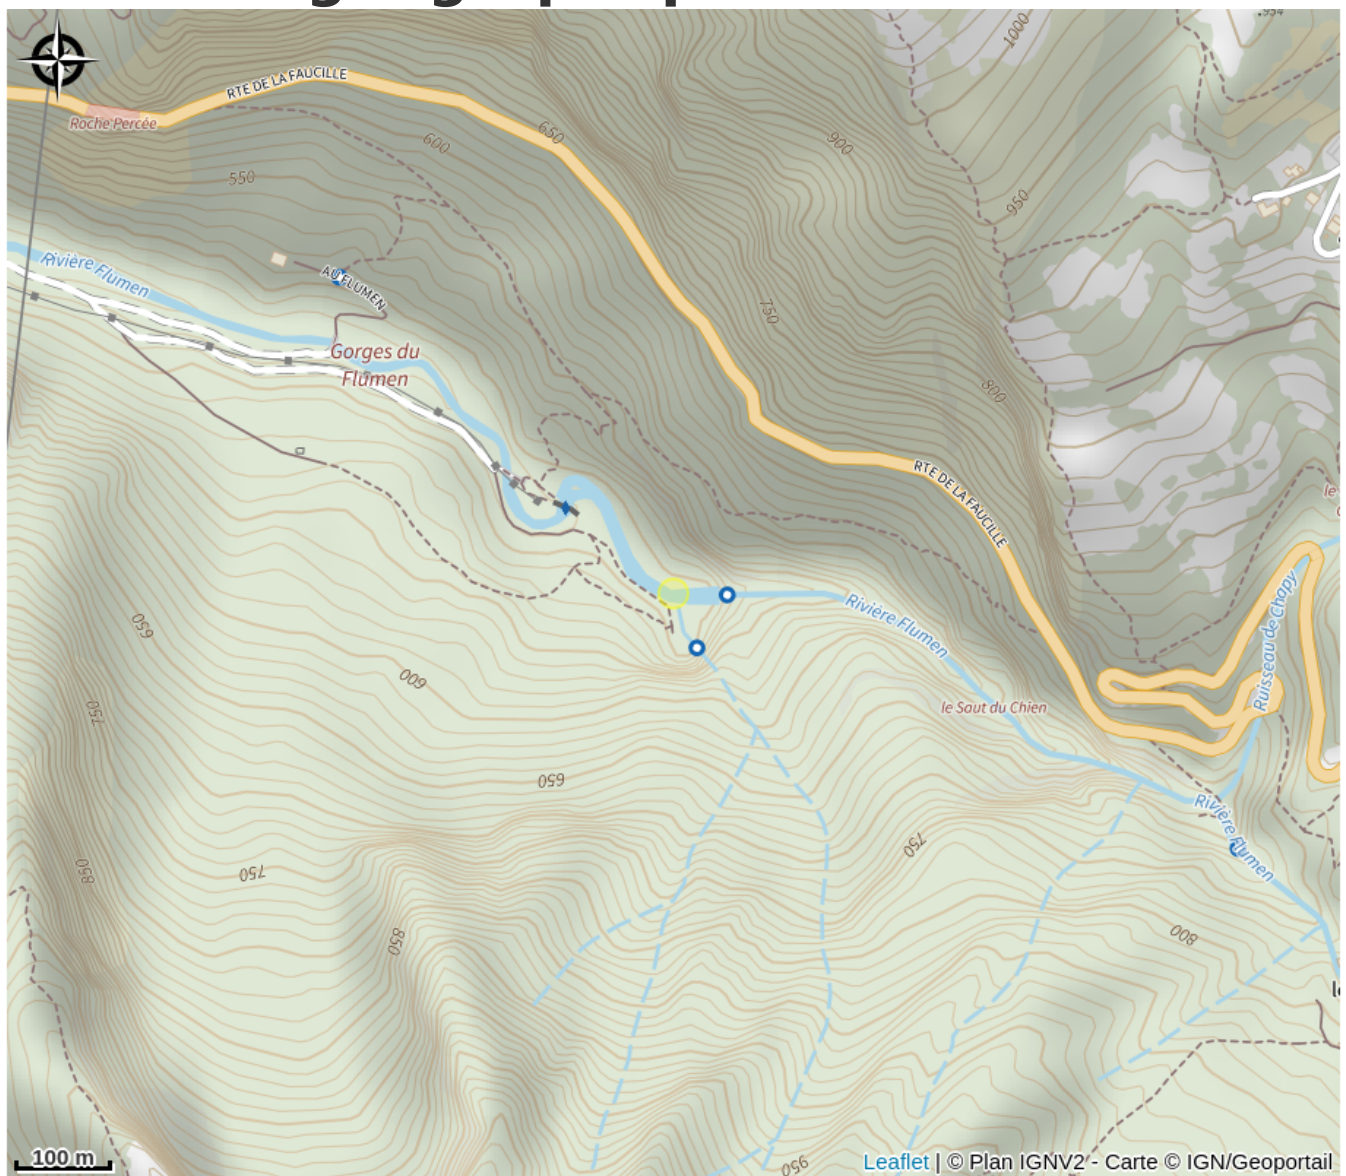 954
1000
RTE DE LA FAUCILLE
Roche Percée
600
650
900
550
950
Rivière Flumen
AU FLUMEN
750
Gorges du
Flumen
800
RTE DE LA FAUCILLE
le
Ruisseau de Chapy
Rivière Flumen
650
600
750
le Saut du Chien
650
Rivière Flumen
750
850
750
850
800
950
100 m
Leaflet | © Plan IGNV2 - Carte © IGN/Geoportail